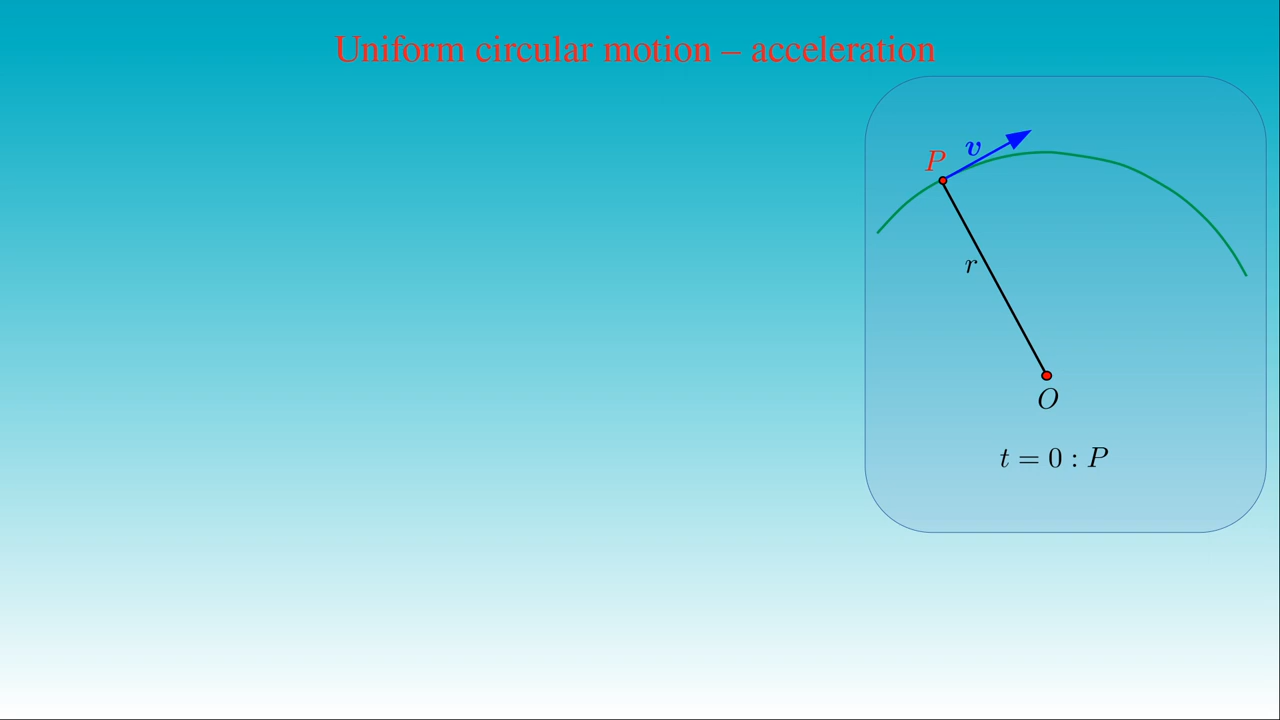 Uniform circular motion – acceleration
P
v
r
O
t = 0 : P